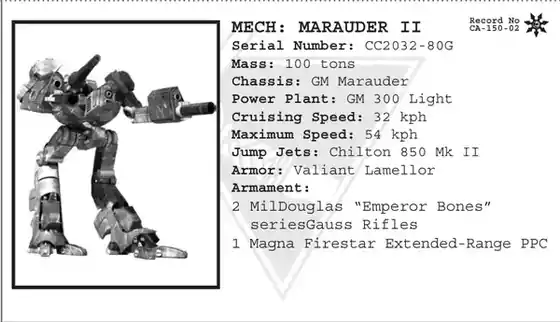 MECH: MARAUDER II
Record No
CA-150-02
Serial Number: CC2032-80G
Mass: 100 tons
Chassis: GM Marauder
Power Plant: GM 300 Light
Cruising Speed: 32 kph
Maximum Speed: 54 kph
Jump Jets: Chilton 850 Mk II
Armor: Valiant Lamellor
Armament:
2 MilDouglas “Emperor Bones”
seriesGauss Rifles
1 Magna Firestar Extended-Range PPC